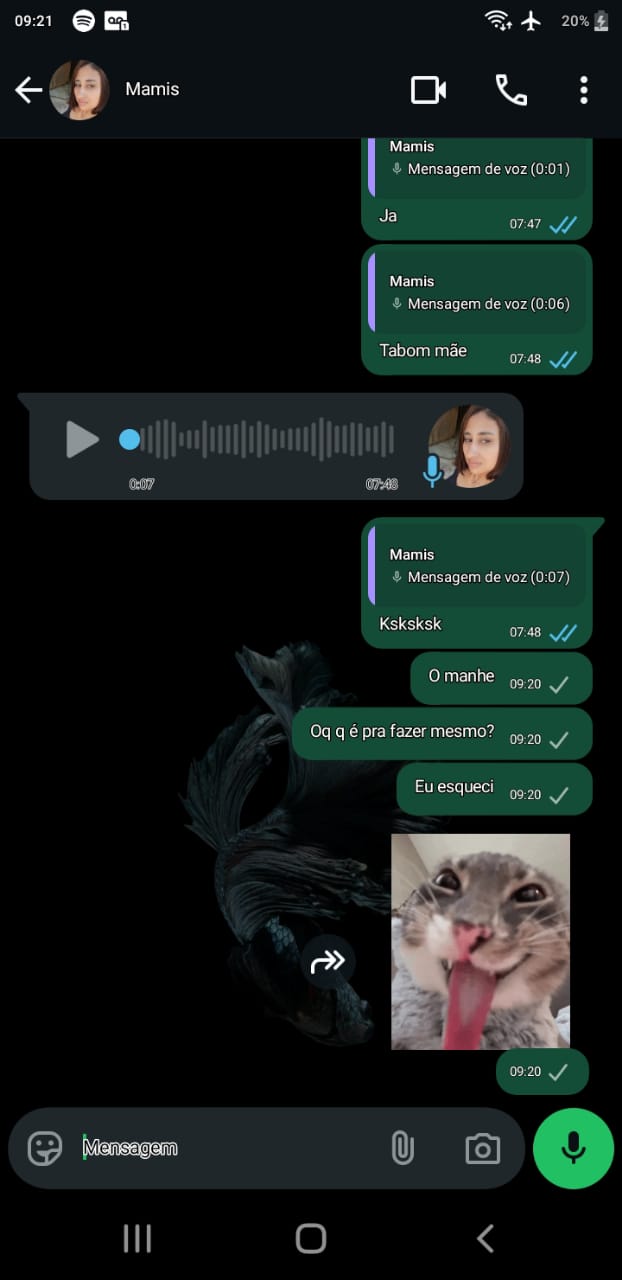 09:21
20%
Mamis
Mamis
Mensagem de voz (0:01)
Ja
07:47
Mamis
Mensagem de voz (0:06)
Tabom mãe
07:48
0:07
07:48
Mamis
Mensagem de voz (0:07)
Ksksksk
07:48
O manhe
09:20
Oq q é pra fazer mesmo?
09:20
Eu esqueci
09:20
09:20
Mensagem